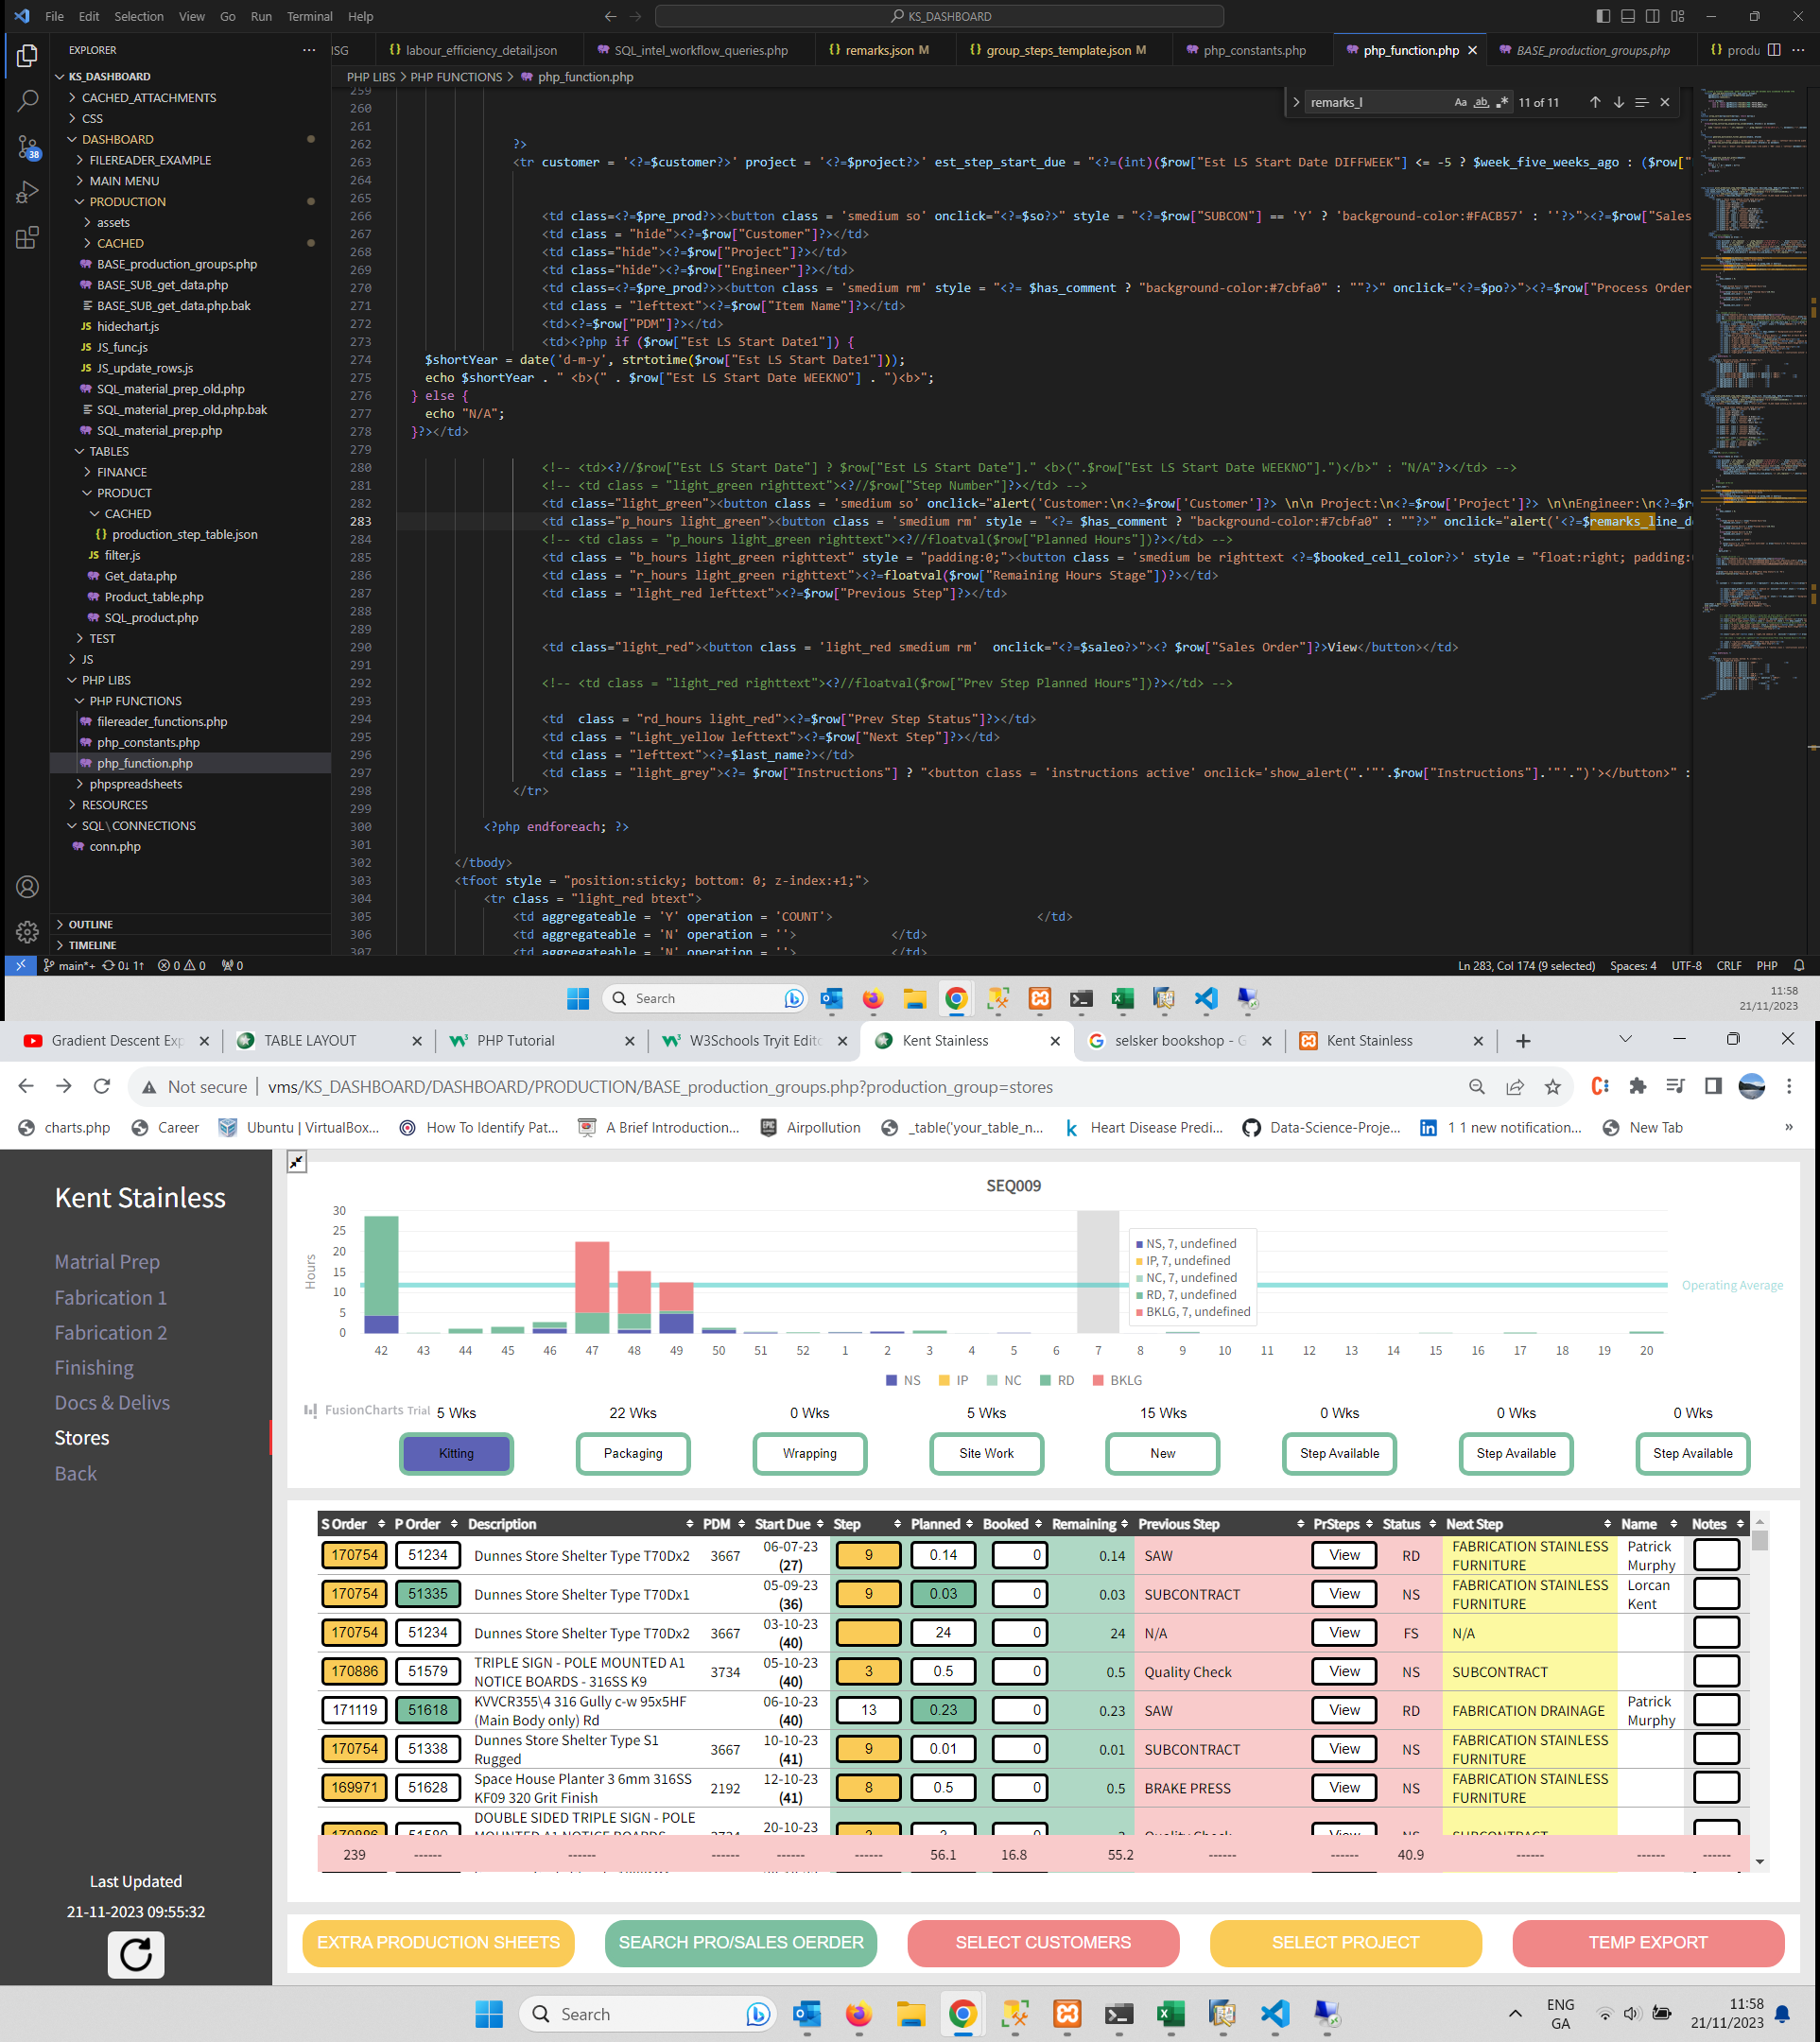 File Edit Selection View Go Run Terminal Help
KS_DASHBOARD
EXPLORER
SG
labour_efficiency_detail.json
SQL_intel_workflow_queries.php
remarks.json M
group_steps_template.json M
php_constants.php
php_function.php
BASE_production_groups.php
produ
PHP LIBS > PHP FUNCTIONS > php_function.php
remarks_l
Aa ab 11 of 11
KS_DASHBOARD
CACHED_ATTACHMENTS
CSS
DASHBOARD
FILEREADER_EXAMPLE
MAIN MENU
PRODUCTION
assets
CACHED
BASE_production_groups.php
BASE_SUB_get_data.php
BASE_SUB_get_data.php.bak
JS hidechart.js
JS JS_func.js
JS JS_update_rows.js
SQL_material_prep_old.php
SQL_material_prep_old.php.bak
SQL_material_prep.php
TABLES
FINANCE
PRODUCT
CACHED
production_step_table.json
JS filter.js
Get_data.php
Product_table.php
SQL_product.php
TEST
JS
PHP LIBS
PHP FUNCTIONS
filereader_functions.php
php_constants.php
php_function.php
phpspreadsheets
RESOURCES
SQL\CONNECTIONS
conn.php
OUTLINE
TIMELINE
38
259
260
261
262 ?>
263 <tr customer = '<?=$customer?>' project = '<?=$project?>' est_step_start_due = "<?=(int)($row["Est LS Start Date DIFFWEEK"] <= -5 ? $week_five_weeks_ago : ($row["
264
265
266 <td class=<?=$pre_prod?>><button class = 'smedium so' onclick="<?=$so?>" style = "<?=$row["SUBCON"] == 'Y' ? 'background-color:#FACB57' : ''?>"><?=$row["Sales
267 <td class = "hide"><?=$row["Customer"]?></td>
268 <td class="hide"><?=$row["Project"]?></td>
269 <td class="hide"><?=$row["Engineer"]?></td>
270 <td class=<?=$pre_prod?>><button class = 'smedium rm' style = "<?= $has_comment ? "background-color:#7cbfa0" : ""?>" onclick="<?=$po?>"><?=$row["Process Order
271 <td class = "lefttext"><?=$row["Item Name"]?></td>
272 <td><?=$row["PDM"]?></td>
273 <td><?php if ($row["Est LS Start Date1"]) {
274 $shortYear = date('d-m-y', strtotime($row["Est LS Start Date1"]));
275 echo $shortYear . " <b>(" . $row["Est LS Start Date WEEKNO"] . ")<b>";
276 } else {
277 echo "N/A";
278 }?></td>
279
280 <!-- <td><?//$row["Est LS Start Date"] ? $row["Est LS Start Date"]." <b>(".$row["Est LS Start Date WEEKNO"].")</b>" : "N/A"?></td> -->
281 <!-- <td class = "light_green righttext"><?//$row["Step Number"]?></td> -->
282 <td class="light_green"><button class = 'smedium so' onclick="alert('Customer:\n<?=$row['Customer']?> \n\n Project:\n<?=$row['Project']?> \n\nEngineer:\n<?=$r
283 <td class="p_hours light_green"><button class = 'smedium rm' style = "<?= $has_comment ? "background-color:#7cbfa0" : ""?>" onclick="alert('<?=$remarks_line_d
284 <!-- <td class = "p_hours light_green righttext"><?//floatval($row["Planned Hours"])?></td> -->
285 <td class = "b_hours light_green righttext" style = "padding:0;"><button class = 'smedium be righttext <?=$booked_cell_color?>' style = "float:right; padding:
286 <td class = "r_hours light_green righttext"><?=floatval($row["Remaining Hours Stage"])?></td>
287 <td class = "light_red lefttext"><?=$row["Previous Step"]?></td>
288
289
290 <td class="light_red"><button class = 'light_red smedium rm' onclick="<?=$saleo?>"><? $row["Sales Order"]?>View</button></td>
291
292 <!-- <td class = "light_red righttext"><?//floatval($row["Prev Step Planned Hours"])?></td> -->
293
294 <td class = "rd_hours light_red"><?=$row["Prev Step Status"]?></td>
295 <td class = "Light_yellow lefttext"><?=$row["Next Step"]?></td>
296 <td class = "lefttext"><?=$last_name?></td>
297 <td class = "light_grey"><?= $row["Instructions"] ? "<button class = 'instructions active' onclick='show_alert(".'"'.$row["Instructions"].'"'.")'></button>" :
298 </tr>
299
300 <?php endforeach; ?>
301
302 </tbody>
303 <tfoot style = "position:sticky; bottom: 0; z-index:+1;">
304 <tr class = "light_red btext">
305 <td aggregateable = 'Y' operation = 'COUNT'> </td>
306 <td aggregateable = 'N' operation = ''> </td>
307 <td aggregateable = 'N' operation = ''> </td>
main*+ 0↓ 1↑ 0 0 0
Ln 283, Col 174 (9 selected) Spaces: 4 UTF-8 CRLF PHP
Search
11:58
21/11/2023
Gradient Descent Exp
TABLE LAYOUT
PHP Tutorial
W3Schools Tryit Edito
Kent Stainless
selsker bookshop - G
Kent Stainless
Not secure vms/KS_DASHBOARD/DASHBOARD/PRODUCTION/BASE_production_groups.php?production_group=stores
charts.php Career Ubuntu | VirtualBox... How To Identify Pat... A Brief Introduction... Airpollution _table('your_table_n... Heart Disease Predi... Data-Science-Proje... 1 1 new notification... New Tab »
Kent Stainless
Matrial Prep
Fabrication 1
Fabrication 2
Finishing
Docs & Delivs
Stores
Back
Last Updated
21-11-2023 09:55:32
SEQ009
Hours
30
25
20
15
10
5
0
NS, 7, undefined
IP, 7, undefined
NC, 7, undefined
RD, 7, undefined
BKLG, 7, undefined
Operating Average
42 43 44 45 46 47 48 49 50 51 52 1 2 3 4 5 6 7 8 9 10 11 12 13 14 15 16 17 18 19 20
NS IP NC RD BKLG
FusionCharts Trial
5 Wks 22 Wks 0 Wks 5 Wks 15 Wks 0 Wks 0 Wks 0 Wks
Kitting Packaging Wrapping Site Work New Step Available Step Available Step Available
S Order P Order Description PDM Start Due Step Planned Booked Remaining Previous Step PrSteps Status Next Step Name Notes
170754 51234 Dunnes Store Shelter Type T70Dx2 3667 06-07-23 (27) 9 0.14 0 0.14 SAW View RD FABRICATION STAINLESS FURNITURE Patrick Murphy
170754 51335 Dunnes Store Shelter Type T70Dx1 05-09-23 (36) 9 0.03 0 0.03 SUBCONTRACT View NS FABRICATION STAINLESS FURNITURE Lorcan Kent
170754 51234 Dunnes Store Shelter Type T70Dx2 3667 03-10-23 (40) 24 0 24 N/A View FS N/A
170886 51579 TRIPLE SIGN - POLE MOUNTED A1 NOTICE BOARDS - 316SS K9 3734 05-10-23 (40) 3 0.5 0 0.5 Quality Check View NS SUBCONTRACT
171119 51618 KVVCR355\4 316 Gully c-w 95x5HF (Main Body only) Rd 06-10-23 (40) 13 0.23 0 0.23 SAW View RD FABRICATION DRAINAGE Patrick Murphy
170754 51338 Dunnes Store Shelter Type S1 Rugged 3667 10-10-23 (41) 9 0.01 0 0.01 SUBCONTRACT View NS FABRICATION STAINLESS FURNITURE
169971 51628 Space House Planter 3 6mm 316SS KF09 320 Grit Finish 2192 12-10-23 (41) 8 0.5 0 0.5 BRAKE PRESS View NS FABRICATION STAINLESS FURNITURE
DOUBLE SIDED TRIPLE SIGN - POLE 20-10-23
239 ------ ------ ------ ------ ------ 56.1 16.8 55.2 ------ ------ 40.9 ------ ------ ------
EXTRA PRODUCTION SHEETS
SEARCH PRO/SALES OERDER
SELECT CUSTOMERS
SELECT PROJECT
TEMP EXPORT
Search
ENG
GA
11:58
21/11/2023